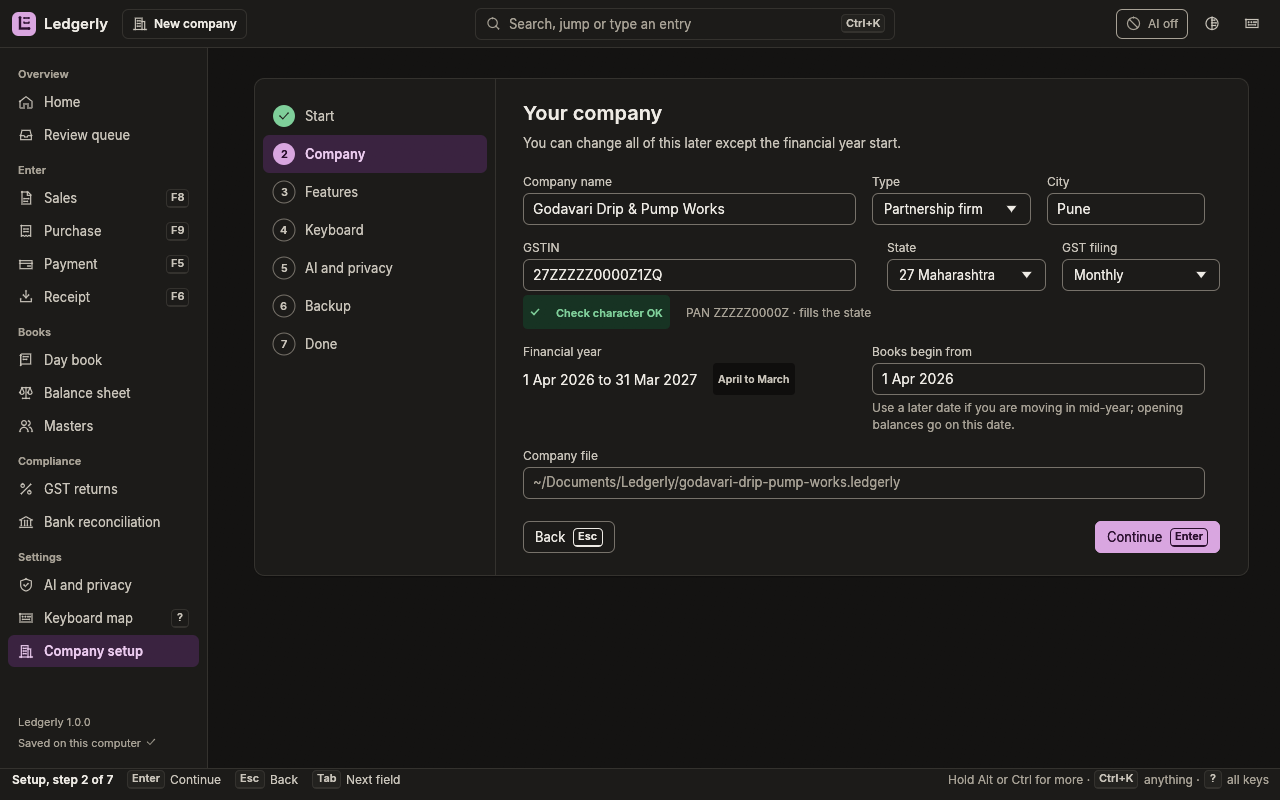 Ledgerly
New company
Search, jump or type an entry
Ctrl+K
AI off
Overview
Home
Review queue
Enter
Sales F8
Purchase F9
Payment F5
Receipt F6
Books
Day book
Balance sheet
Masters
Compliance
GST returns
Bank reconciliation
Settings
AI and privacy
Keyboard map ?
Company setup
Ledgerly 1.0.0
Saved on this computer
Start
2 Company
3 Features
4 Keyboard
5 AI and privacy
6 Backup
7 Done
Your company
You can change all of this later except the financial year start.
Company name Type City
Godavari Drip & Pump Works Partnership firm Pune
GSTIN State GST filing
27ZZZZZ0000Z1ZQ 27 Maharashtra Monthly
Check character OK PAN ZZZZZ0000Z · fills the state
Financial year Books begin from
1 Apr 2026 to 31 Mar 2027 April to March 1 Apr 2026
Use a later date if you are moving in mid-year; opening
balances go on this date.
Company file
~/Documents/Ledgerly/godavari-drip-pump-works.ledgerly
Back Esc Continue Enter
Setup, step 2 of 7 Enter Continue Esc Back Tab Next field Hold Alt or Ctrl for more · Ctrl+K anything · ? all keys